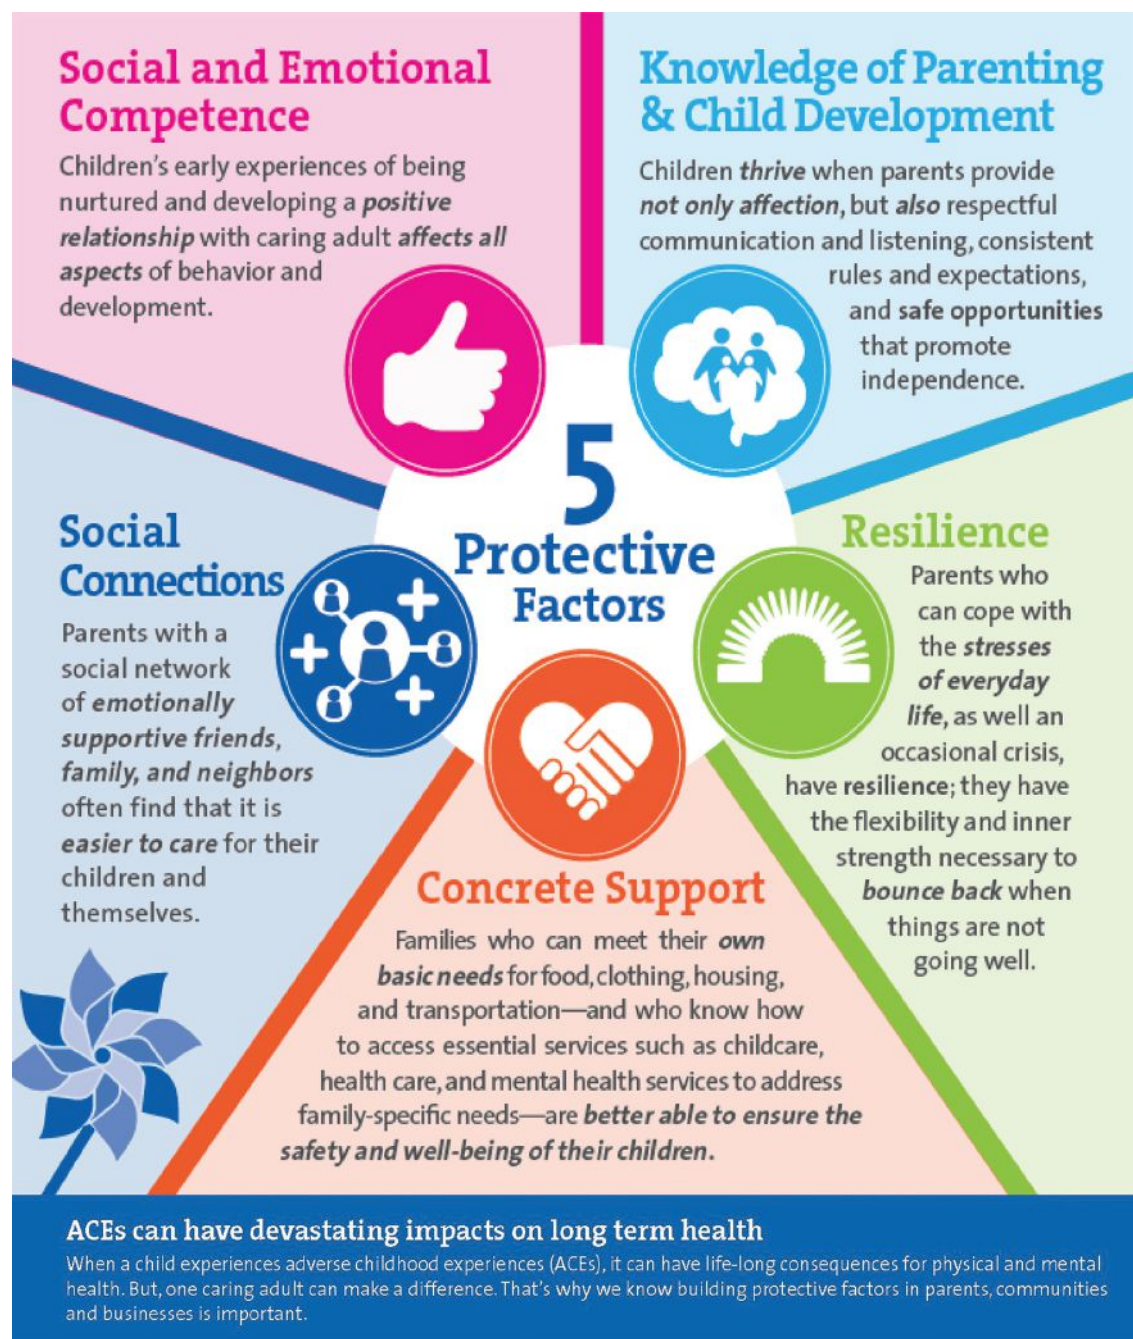 Social and Emotional
Competence
Children's early experiences of being
nurtured and developing a positive
relationship with caring adult affects all
aspects of behavior and
development.
Knowledge of Parenting
& Child Development
Children thrive when parents provide
not only affection, but also respectful
communication and listening, consistent
rules and expectations,
and safe opportunities
that promote
independence.
5
Protective
Factors
Social
Connections
Parents with a
social network
of emotionally
supportive friends,
family, and neighbors
often find that it is
easier to care for their
children and
themselves.
Resilience
Parents who
can cope with
the stresses
of everyday
life, as well an
occasional crisis,
have resilience; they have
the flexibility and inner
strength necessary to
bounce back when
things are not
going well.
Concrete Support
Families who can meet their own
basic needs for food, clothing, housing,
and transportation—and who know how
to access essential services such as childcare,
health care, and mental health services to address
family-specific needs—are better able to ensure the
safety and well-being of their children.
ACEs can have devastating impacts on long term health
When a child experiences adverse childhood experiences (ACEs), it can have life-long consequences for physical and mental
health. But, one caring adult can make a difference. That's why we know building protective factors in parents, communities
and businesses is important.